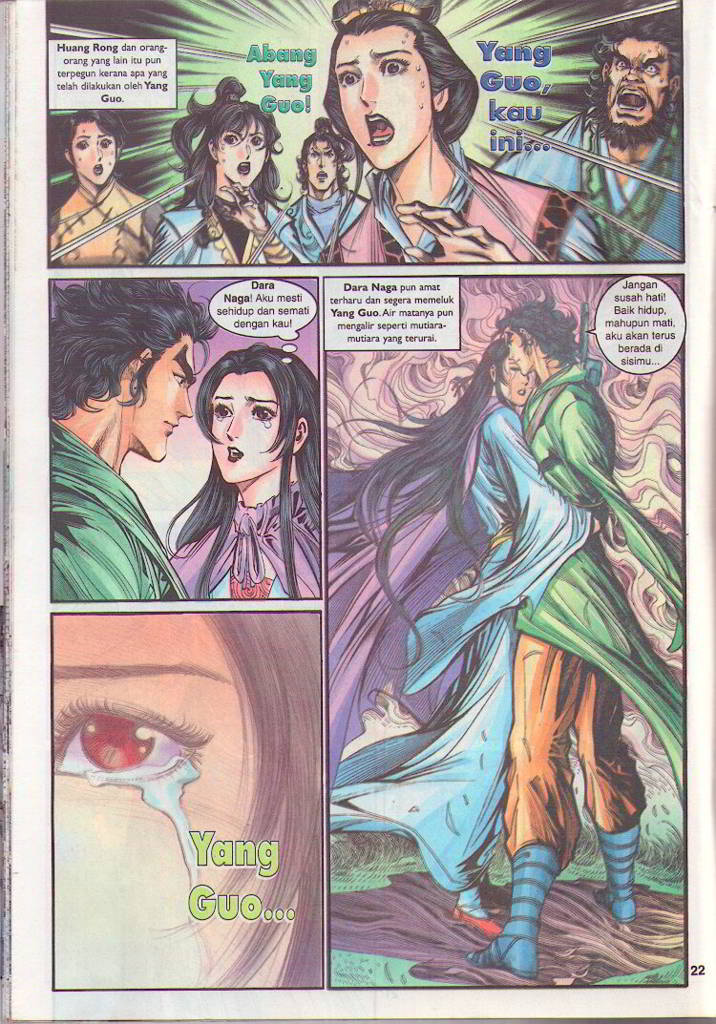 Huang Rong dan orang-
orang yang lain itu pun
terpegun kerana apa yang
telah dilakukan oleh Yang
Guo.
Abang
Yang
Guo!
Yang
Guo,
kau
ini...
Dara
Naga! Aku mesti
sehidup dan semati
dengan kau!
Dara Naga pun amat
terharu dan segera memeluk
Yang Guo. Air matanya pun
mengalir seperti mutiara-
mutiara yang terurai.
Jangan
susah hati!
Baik hidup,
mahupun mati,
aku akan terus
berada di
sisimu...
Yang
Guo...
22